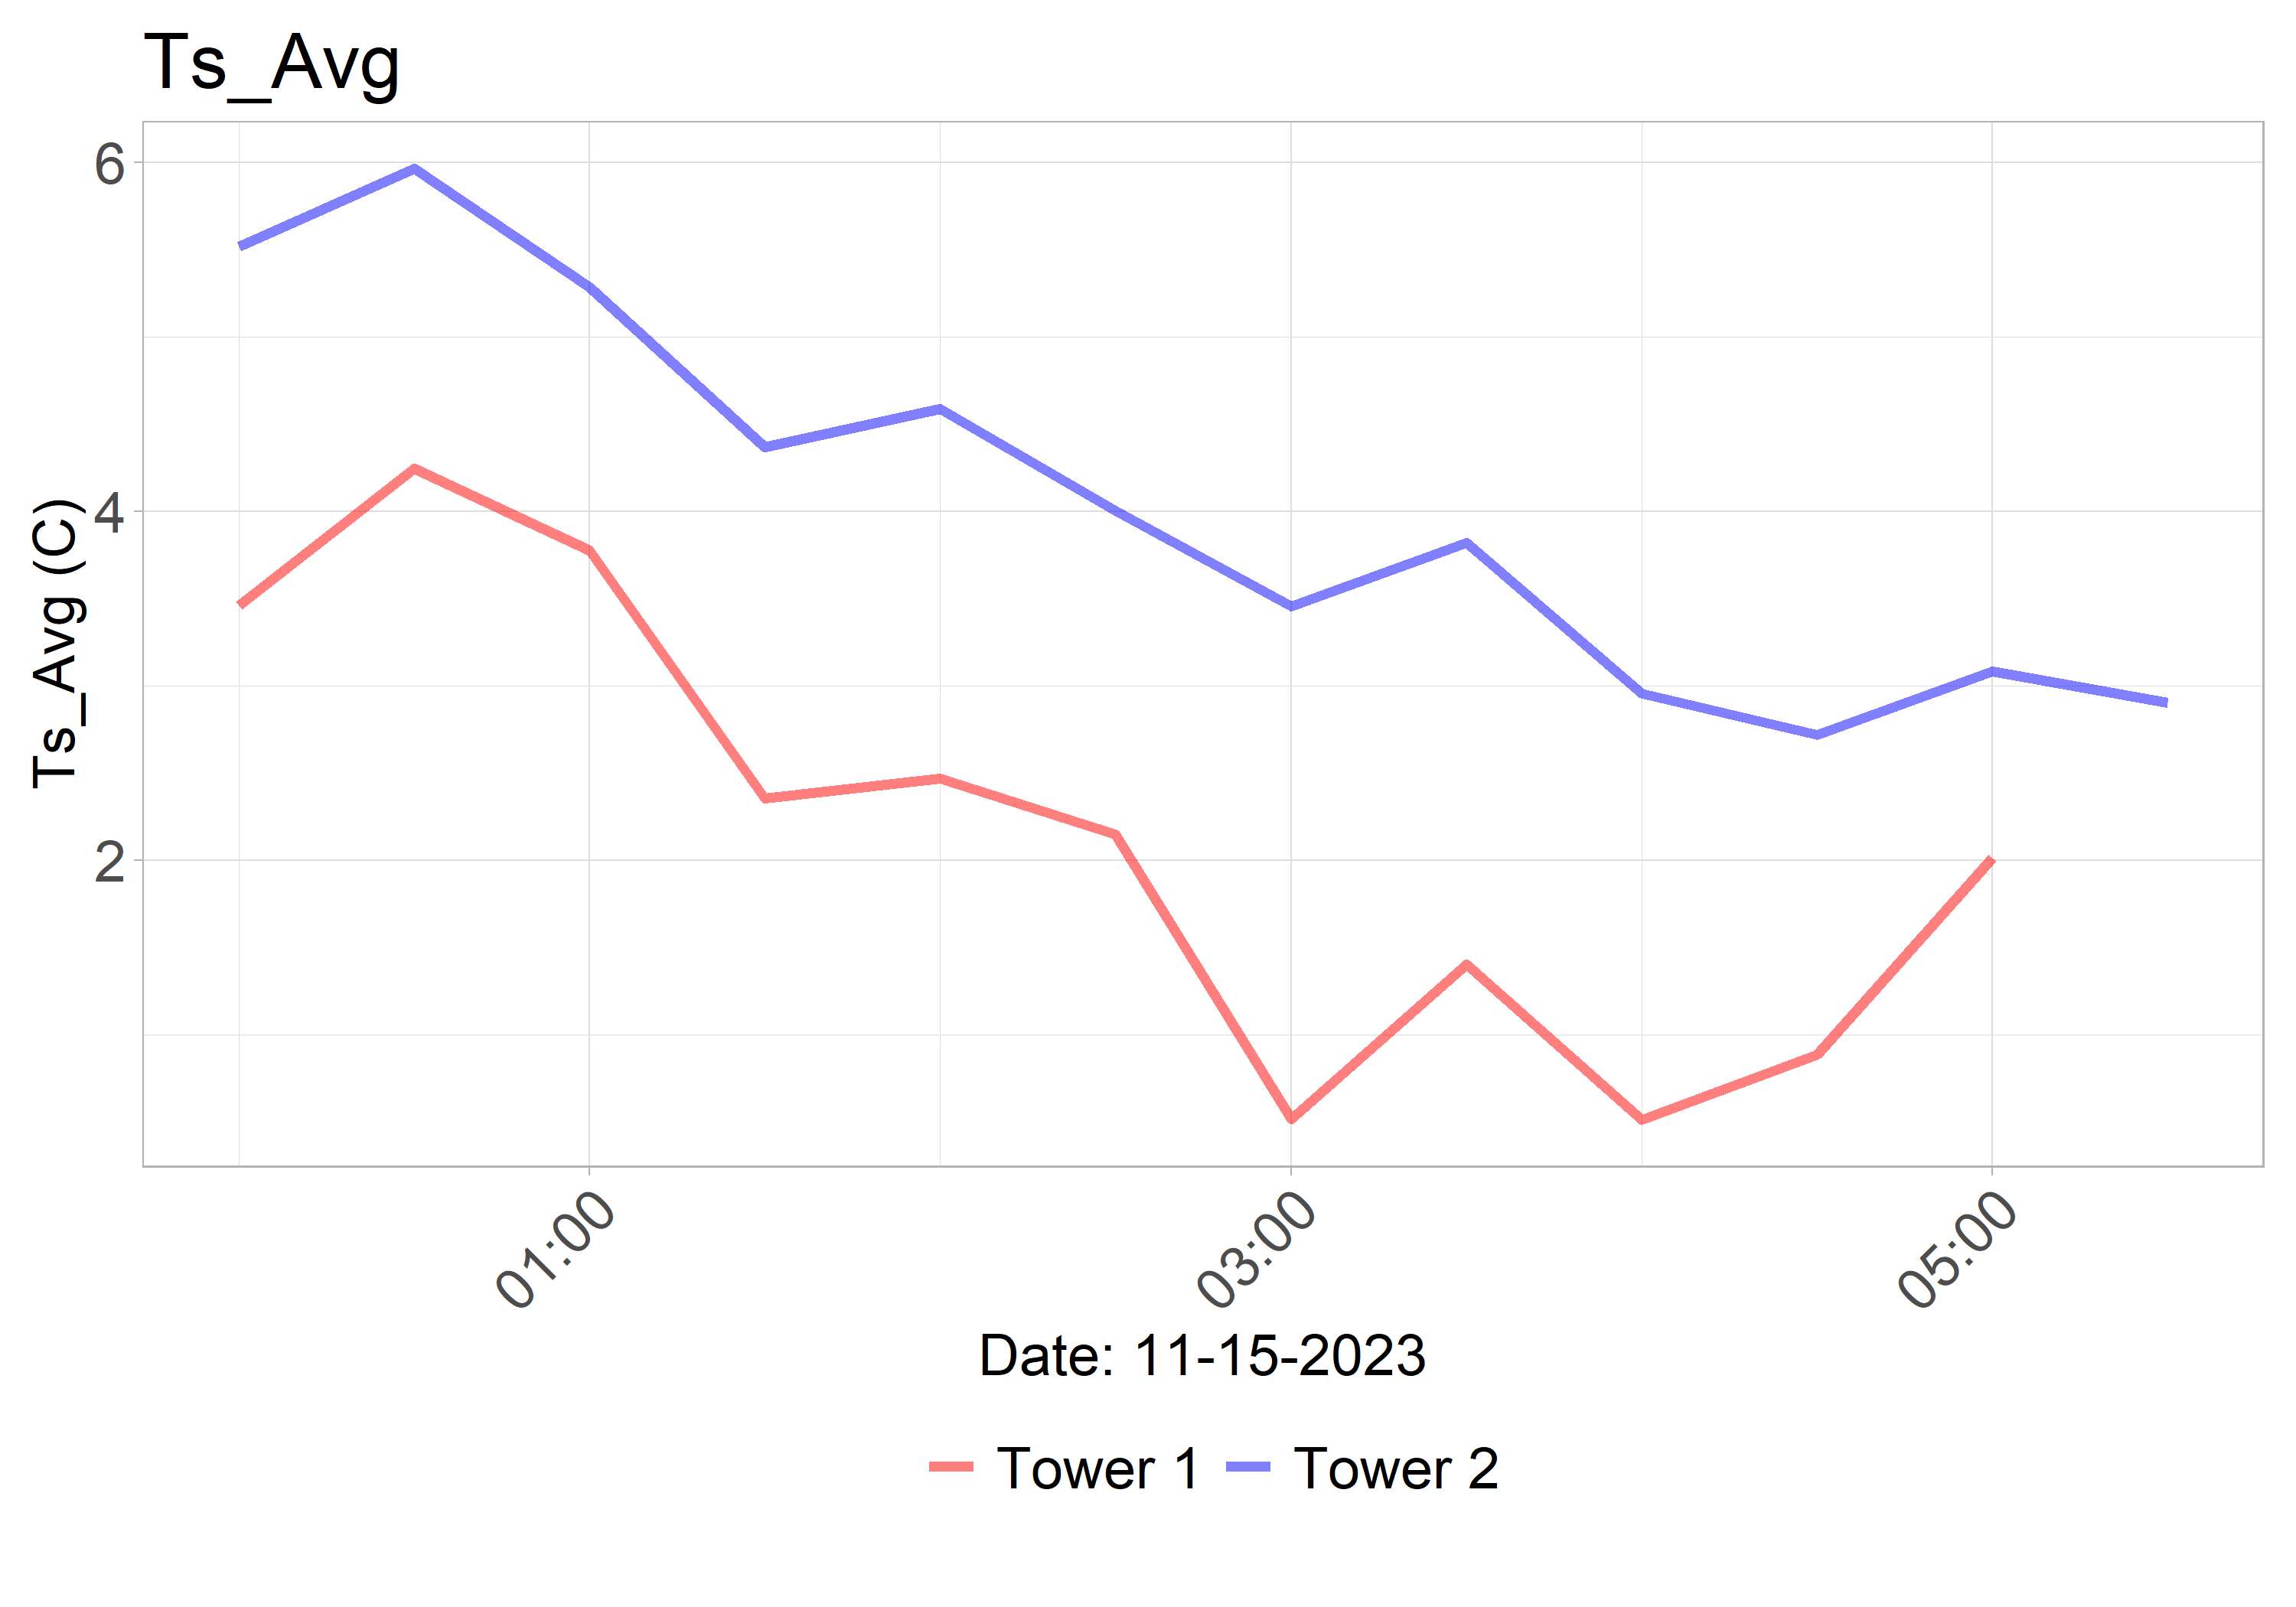 Ts_Avg
6
4
2
Ts_Avg (C)
01:00
03:00
05:00
Date: 11-15-2023
Tower 1
Tower 2